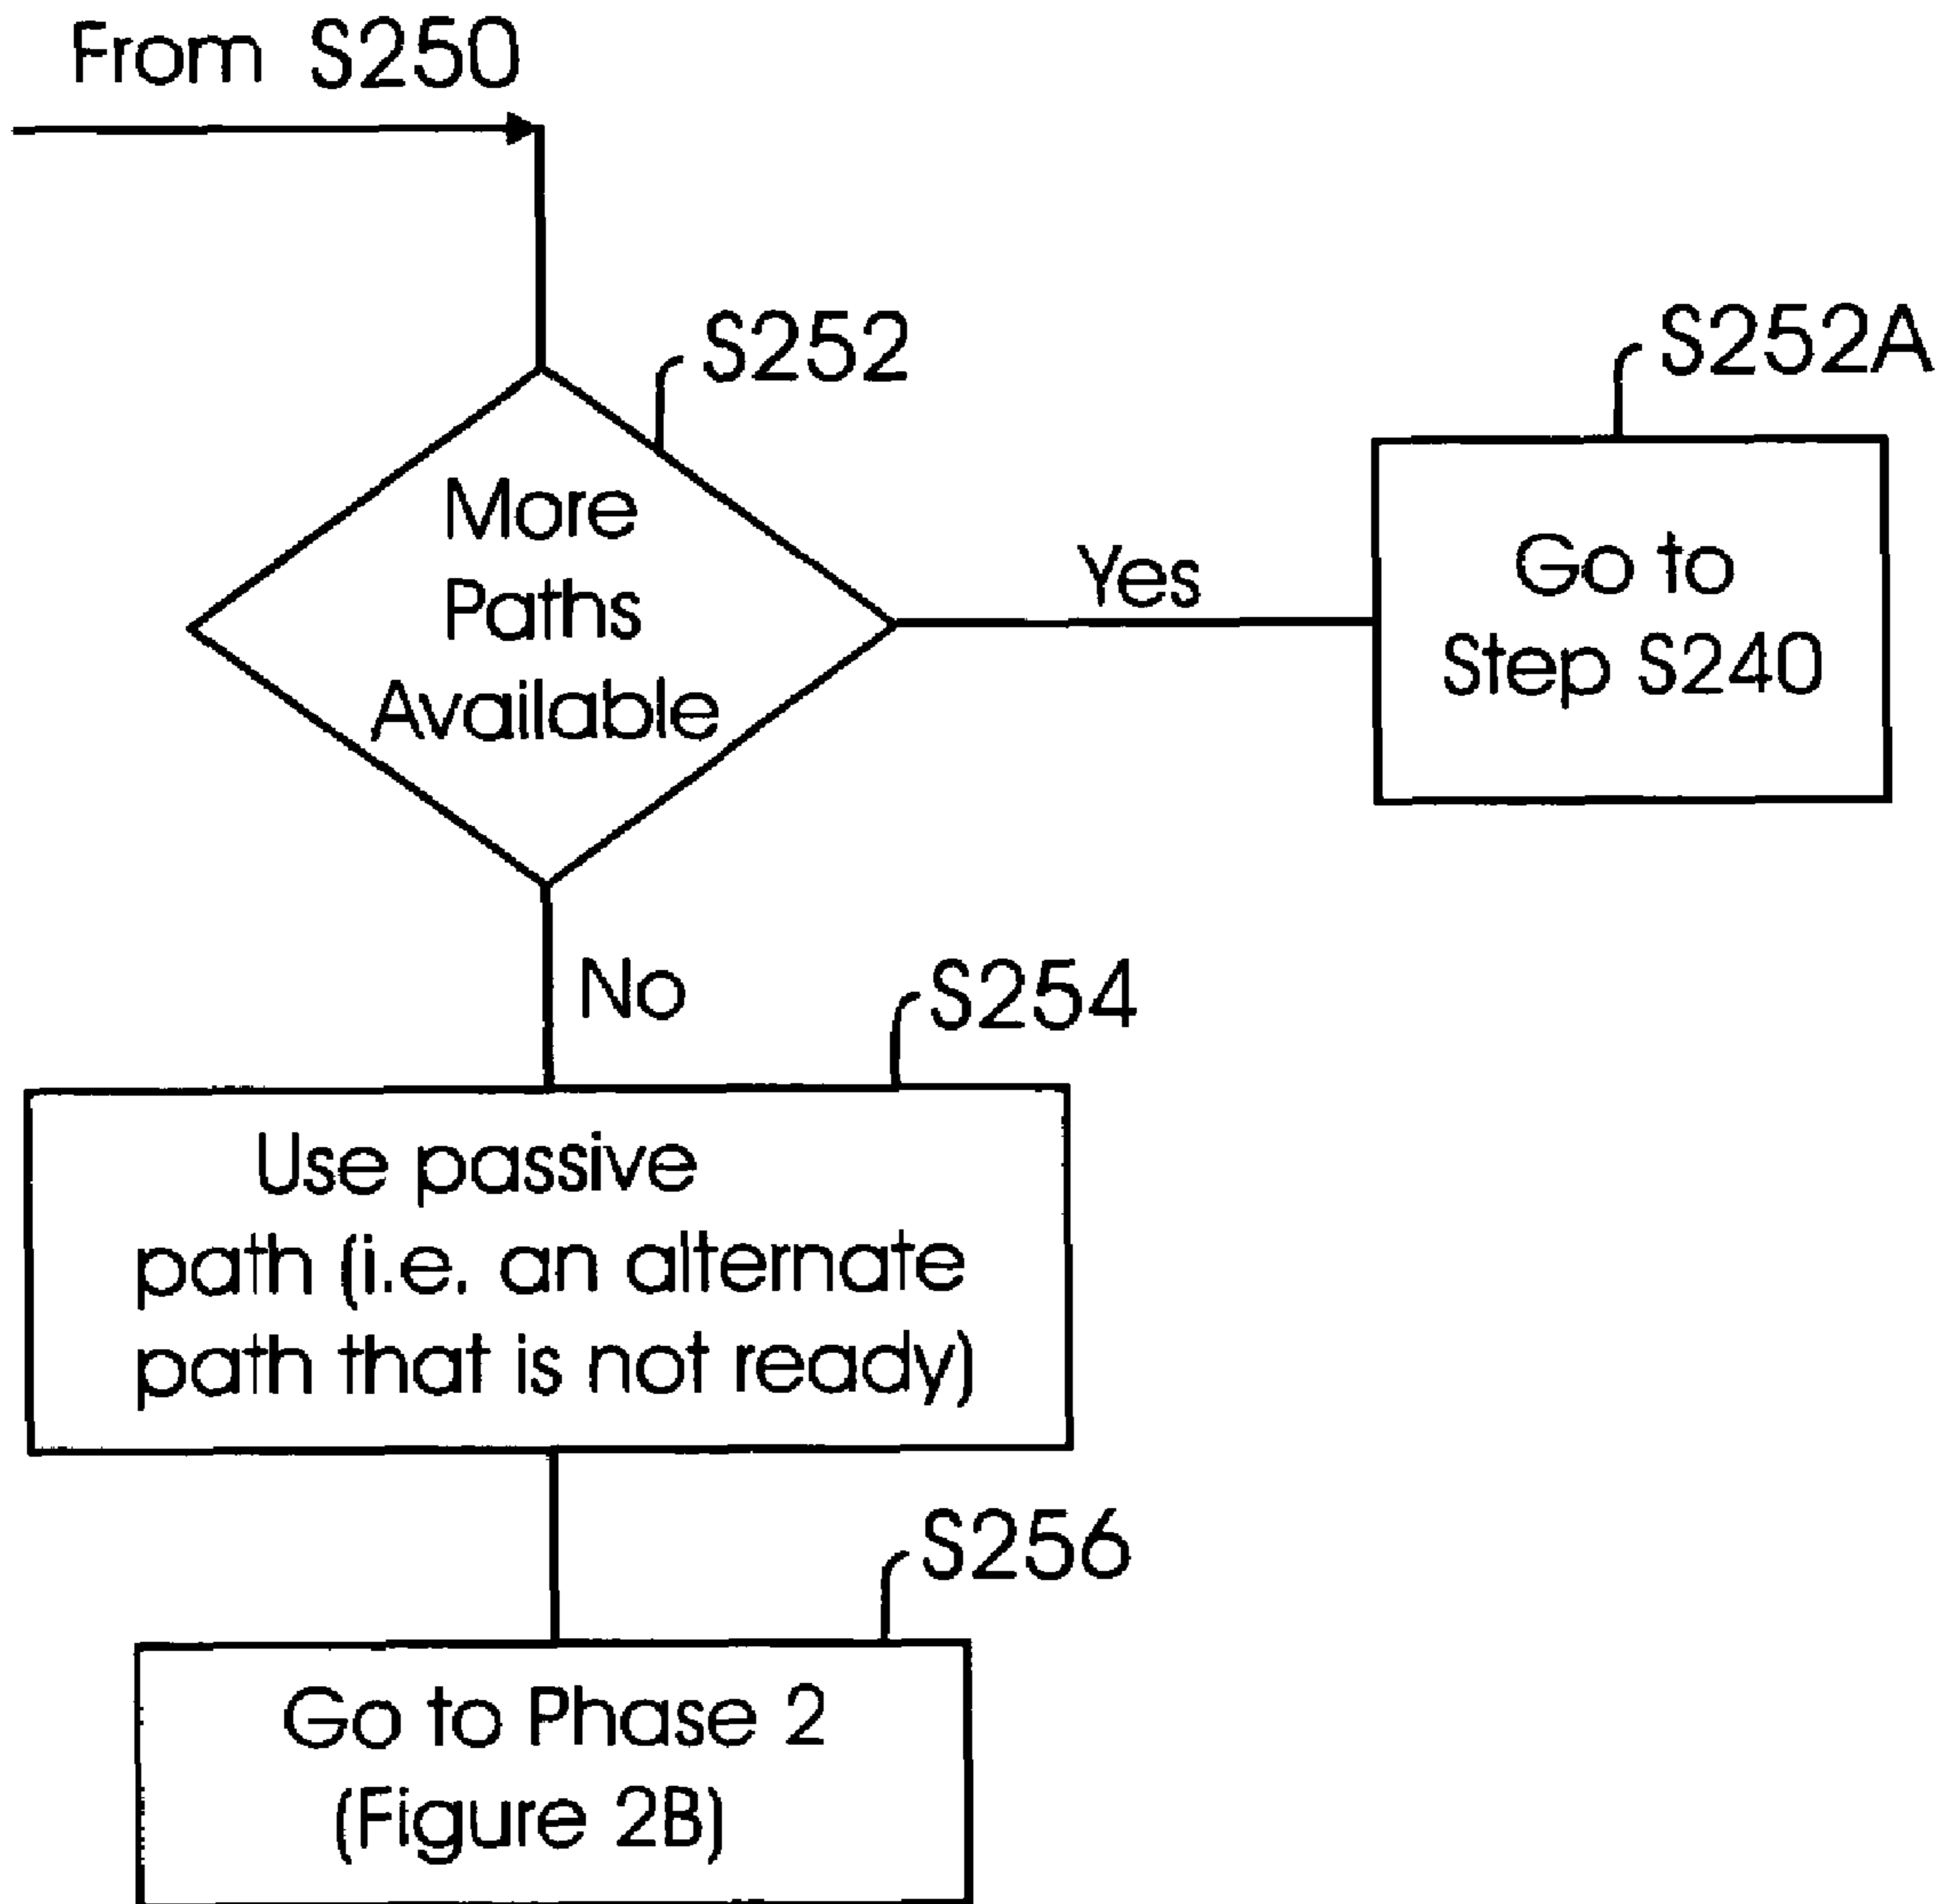 From S250
S252
S252A
More
Paths
Available
Yes
Go to
Step S240
No
S254
Use passive
path (i.e. an alternate
path that is not ready)
S256
Go to Phase 2
(Figure 2B)